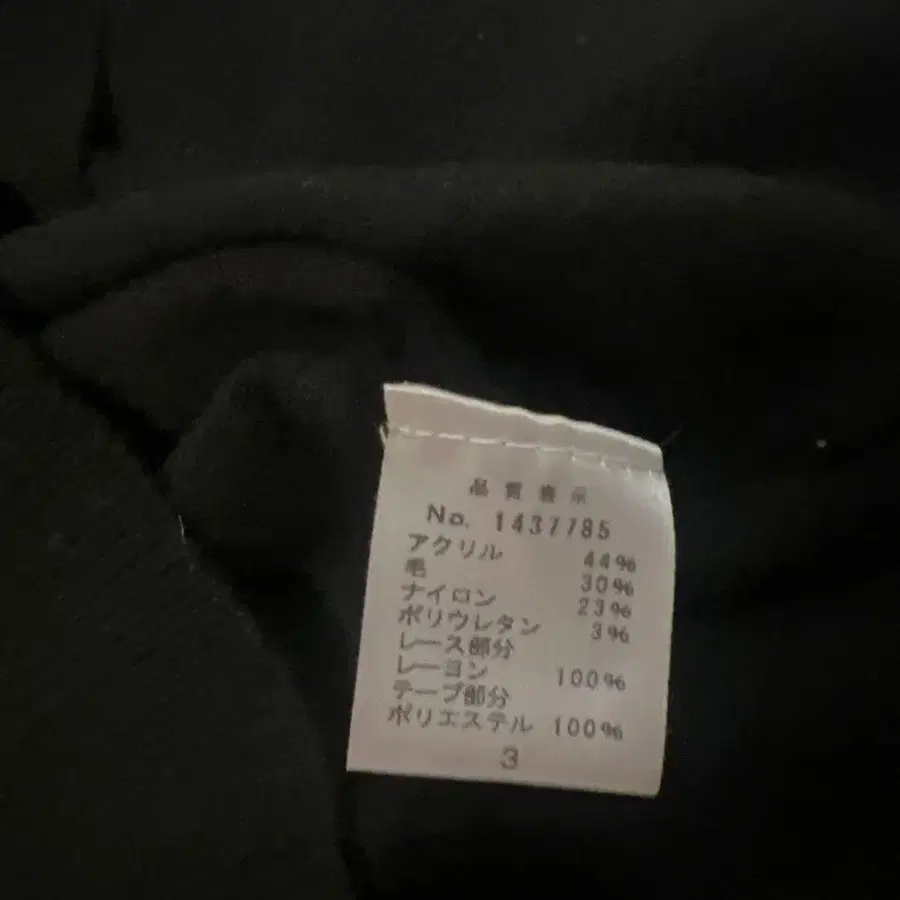 品質表示
No. 1437785
アクリル 44%
毛 30%
ナイロン 23%
ポリウレタン 3%
レース部分
レーヨン 100%
テープ部分
ポリエステル 100%
3